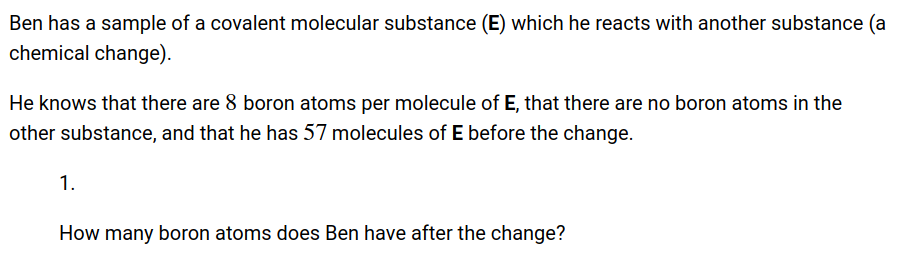 Ben has a sample of a covalent molecular substance (E) which he reacts with another substance (a
chemical change).
He knows that there are 8 boron atoms per molecule of E, that there are no boron atoms in the
other substance, and that he has 57 molecules of E before the change.
1.
How many boron atoms does Ben have after the change?